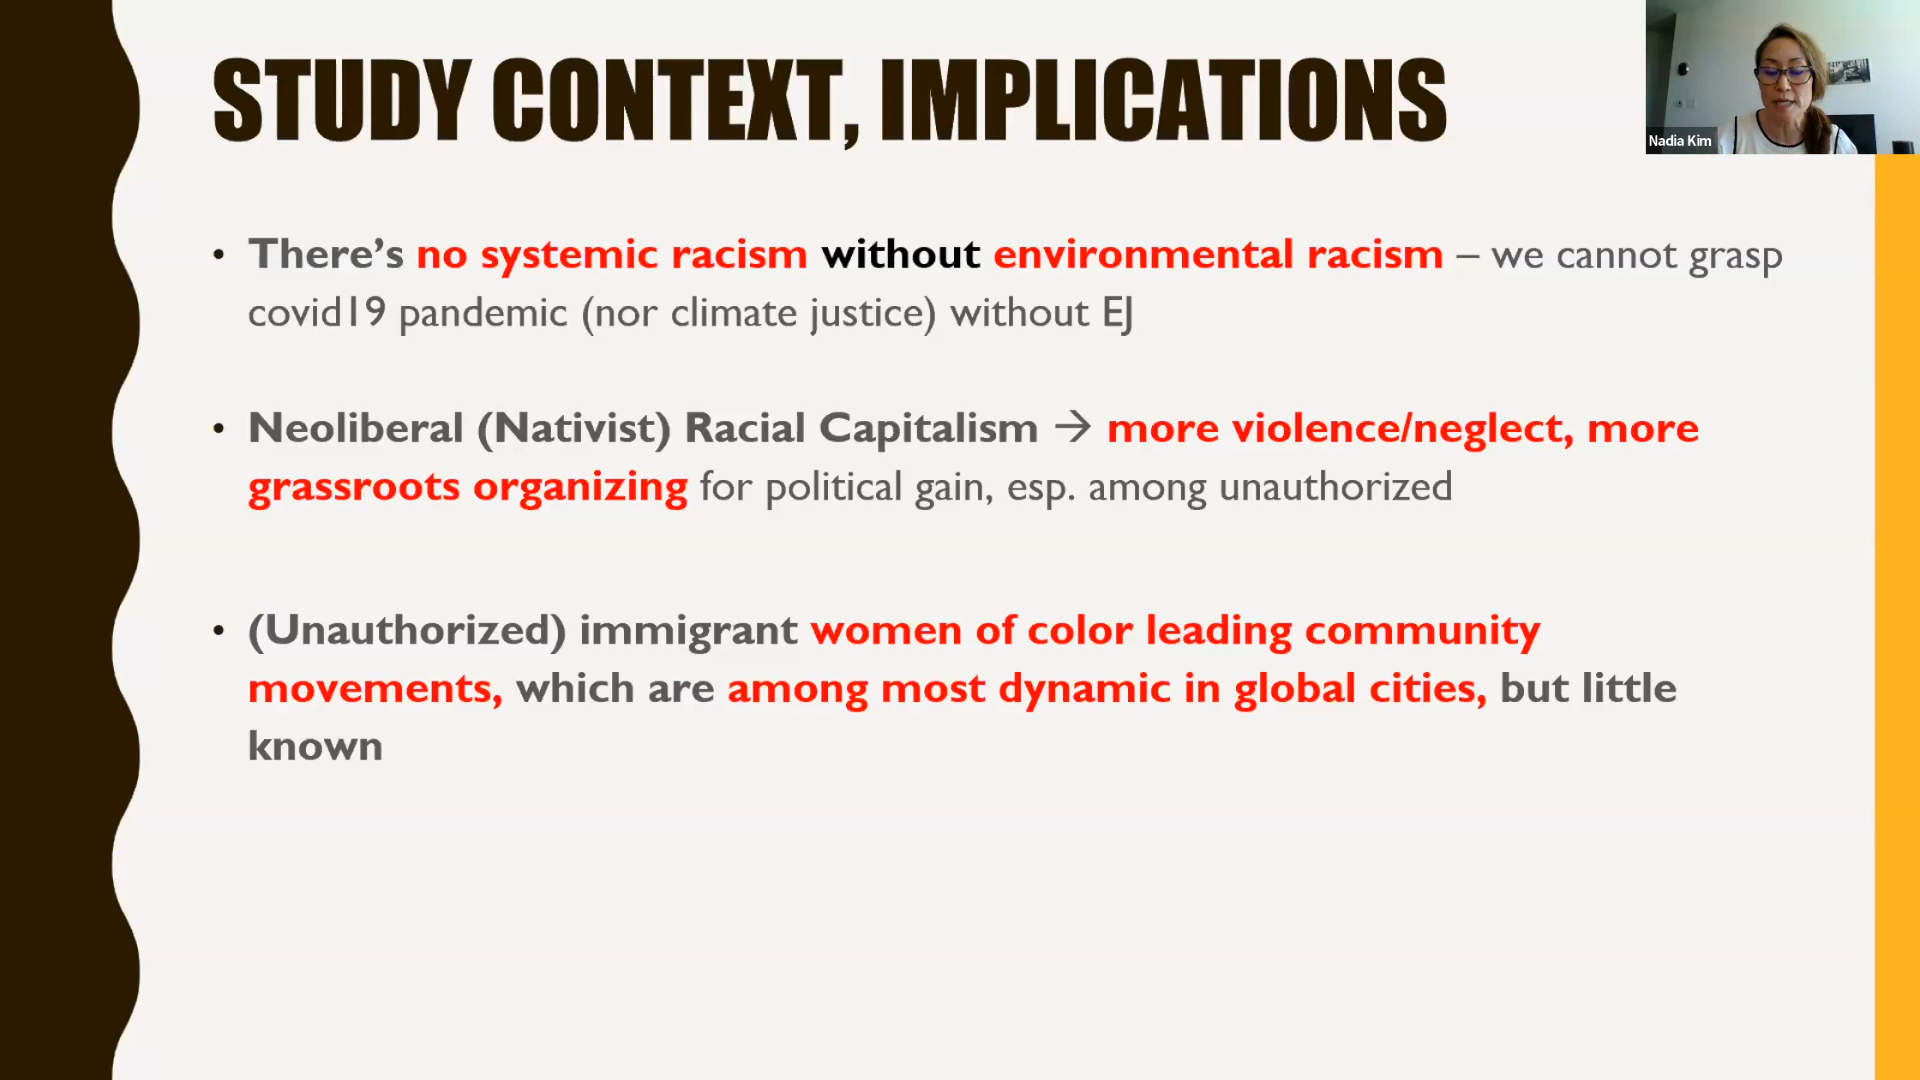 STUDY CONTEXT, IMPLICATIONS
Nadia Kim
• There's no systemic racism without environmental racism – we cannot grasp
covid19 pandemic (nor climate justice) without EJ
• Neoliberal (Nativist) Racial Capitalism → more violence/neglect, more
grassroots organizing for political gain, esp. among unauthorized
• (Unauthorized) immigrant women of color leading community
movements, which are among most dynamic in global cities, but little
known